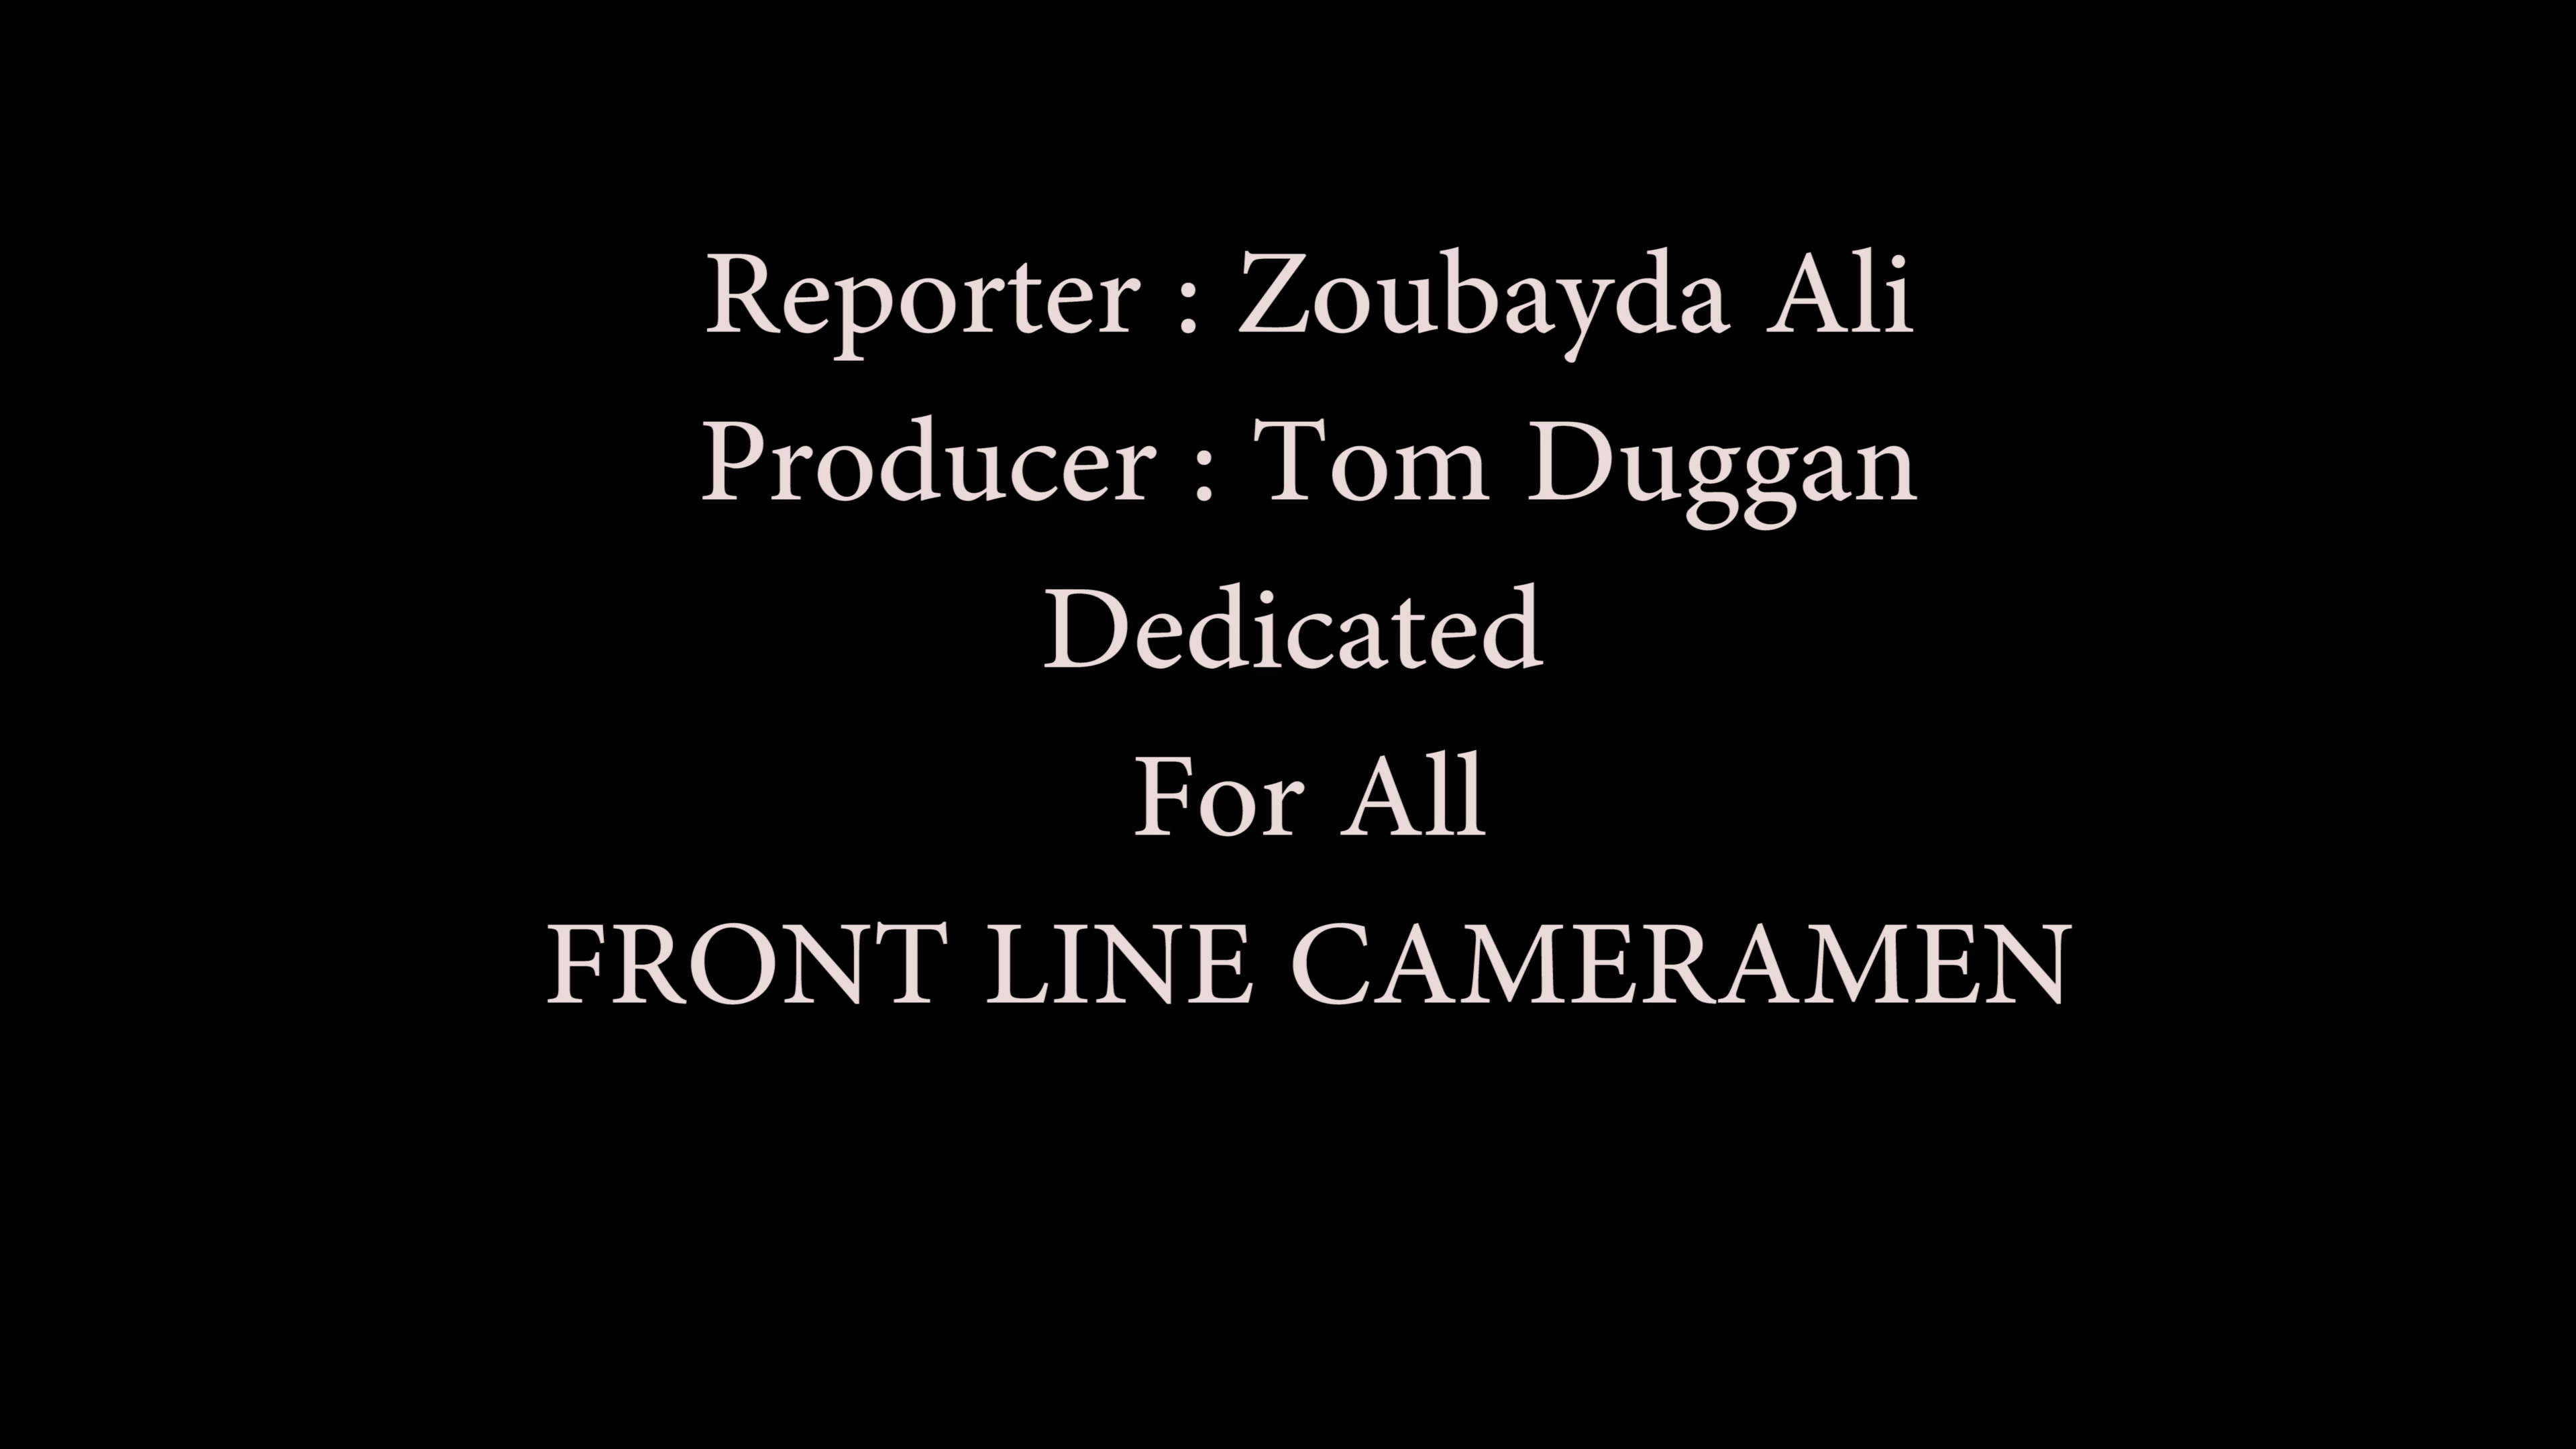 Reporter : Zoubayda Ali
Producer : Tom Duggan
Dedicated
For All
FRONT LINE CAMERAMEN